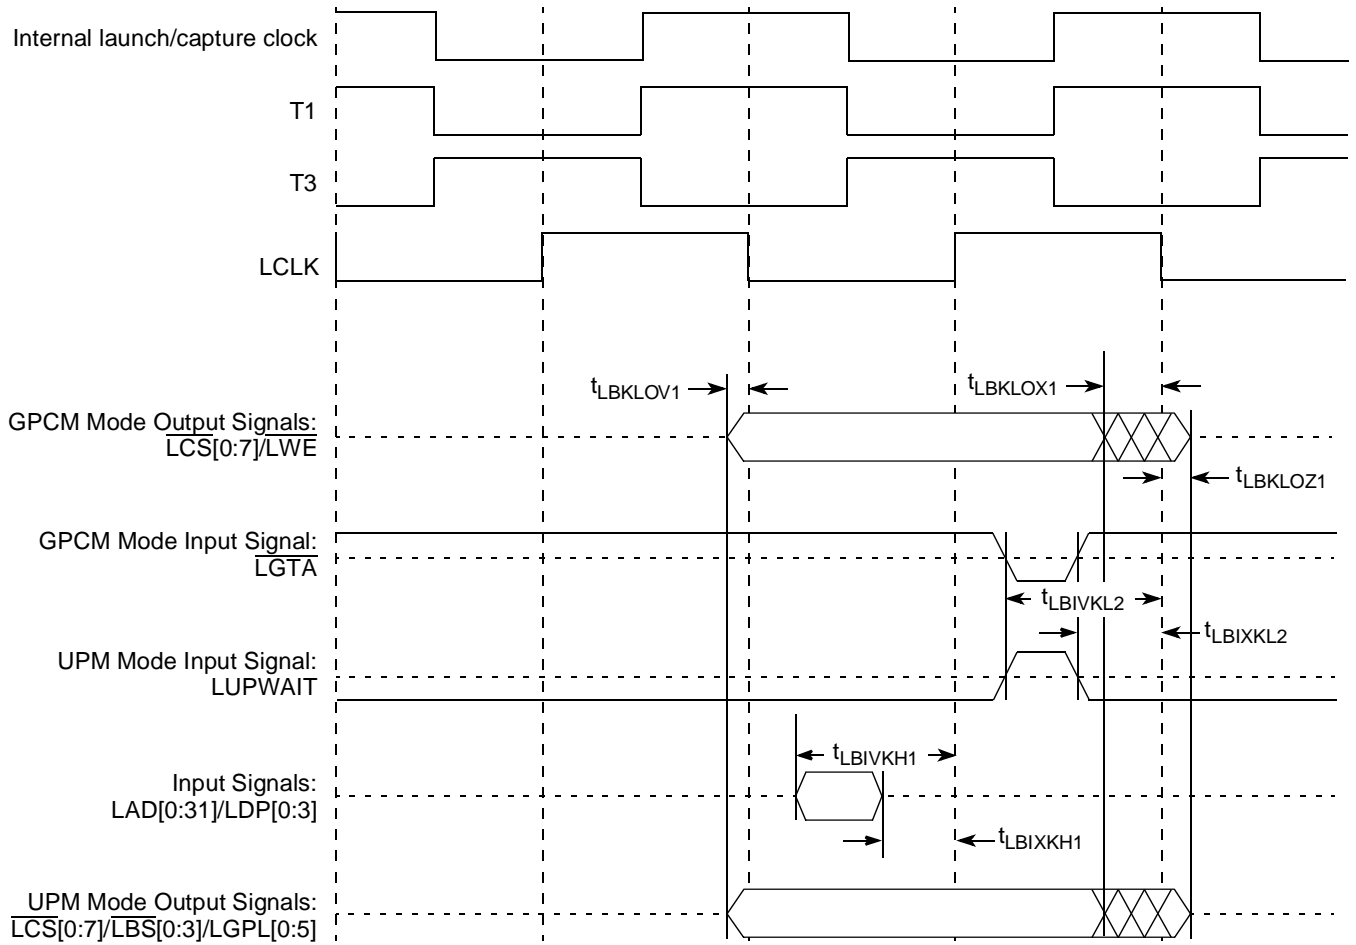 Internal launch/capture clock
T1
T3
LCLK
tLBKLOV1
tLBKLOX1
GPCM Mode Output Signals:
LCS[0:7]/LWE
tLBKLOZ1
GPCM Mode Input Signal:
LGTA
tLBIVKL2
tLBIXKL2
UPM Mode Input Signal:
LUPWAIT
tLBIVKH1
Input Signals:
LAD[0:31]/LDP[0:3]
tLBIXKH1
UPM Mode Output Signals:
LCS[0:7]/LBS[0:3]/LGPL[0:5]